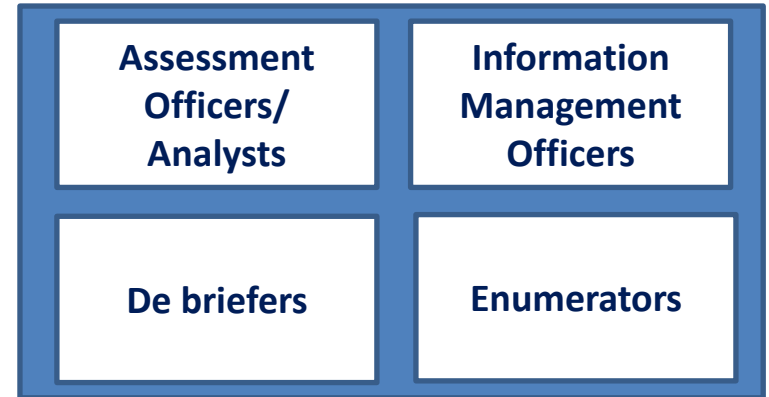 Assessment
Officers/
Analysts
Information
Management
Officers
De briefers
Enumerators